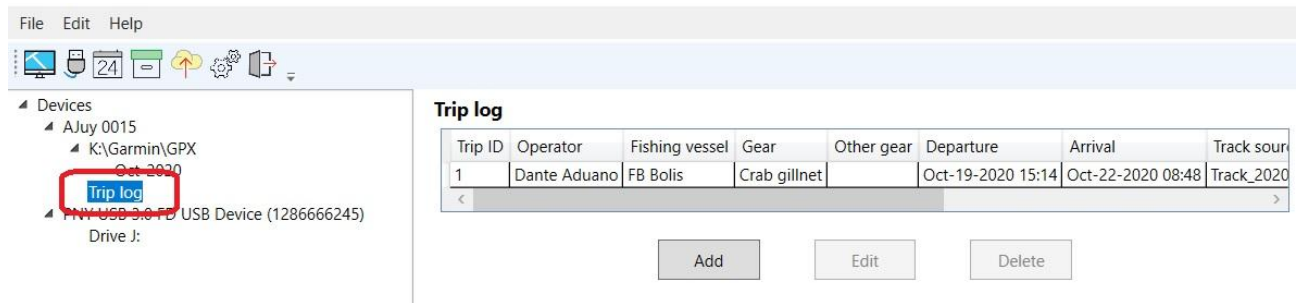 File Edit Help
24
Devices
AJuy 0015
K:\Garmin\GPX
Oct-2020
Trip log
PNY USB 3.0 FD USB Device (1286666245)
Drive J:
Trip log
Trip ID Operator Fishing vessel Gear Other gear Departure Arrival Track sour
1 Dante Aduano FB Bolis Crab gillnet Oct-19-2020 15:14 Oct-22-2020 08:48 Track_2020
Add Edit Delete